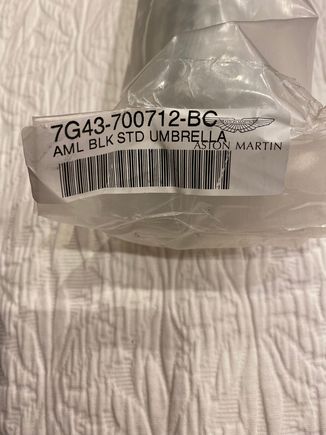 7G43-700712-BC
AML BLK STD UMBRELLA
ASTON MARTIN